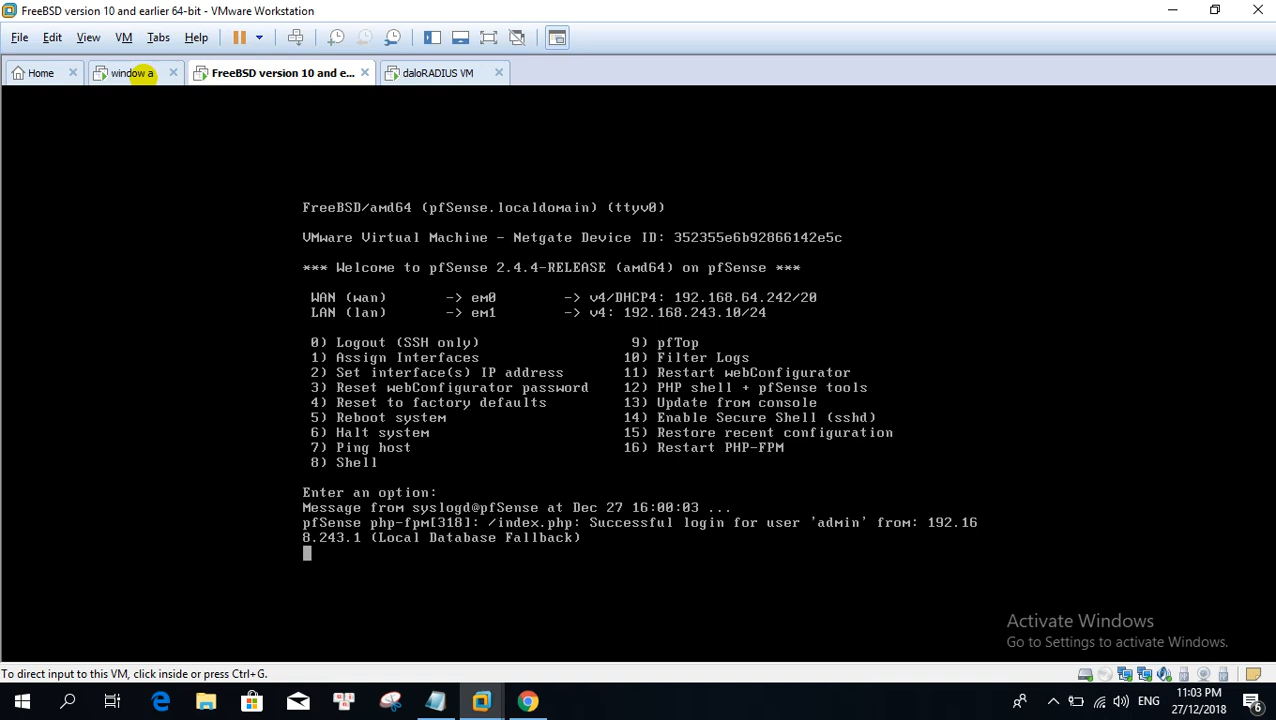 FreeBSD version 10 and earlier 64-bit - VMware Workstation
File Edit View VM Tabs Help
Home window a FreeBSD version 10 and e... daloRADIUS VM
FreeBSD/amd64 (pfSense.localdomain) (ttyv0)
VMware Virtual Machine - Netgate Device ID: 352355e6b92866142e5c
*** Welcome to pfSense 2.4.4-RELEASE (amd64) on pfSense ***
WAN (wan) -> em0 -> v4/DHCP4: 192.168.64.242/20
LAN (lan) -> em1 -> v4: 192.168.243.10/24
0) Logout (SSH only) 9) pfTop
1) Assign Interfaces 10) Filter Logs
2) Set interface(s) IP address 11) Restart webConfigurator
3) Reset webConfigurator password 12) PHP shell + pfSense tools
4) Reset to factory defaults 13) Update from console
5) Reboot system 14) Enable Secure Shell (sshd)
6) Halt system 15) Restore recent configuration
7) Ping host 16) Restart PHP-FPM
8) Shell
Enter an option:
Message from syslogd@pfSense at Dec 27 16:00:03 ...
pfSense php-fpm[318]: /index.php: Successful login for user 'admin' from: 192.16
8.243.1 (Local Database Fallback)
Activate Windows
Go to Settings to activate Windows.
To direct input to this VM, click inside or press Ctrl+G.
ENG
11:03 PM
27/12/2018
6